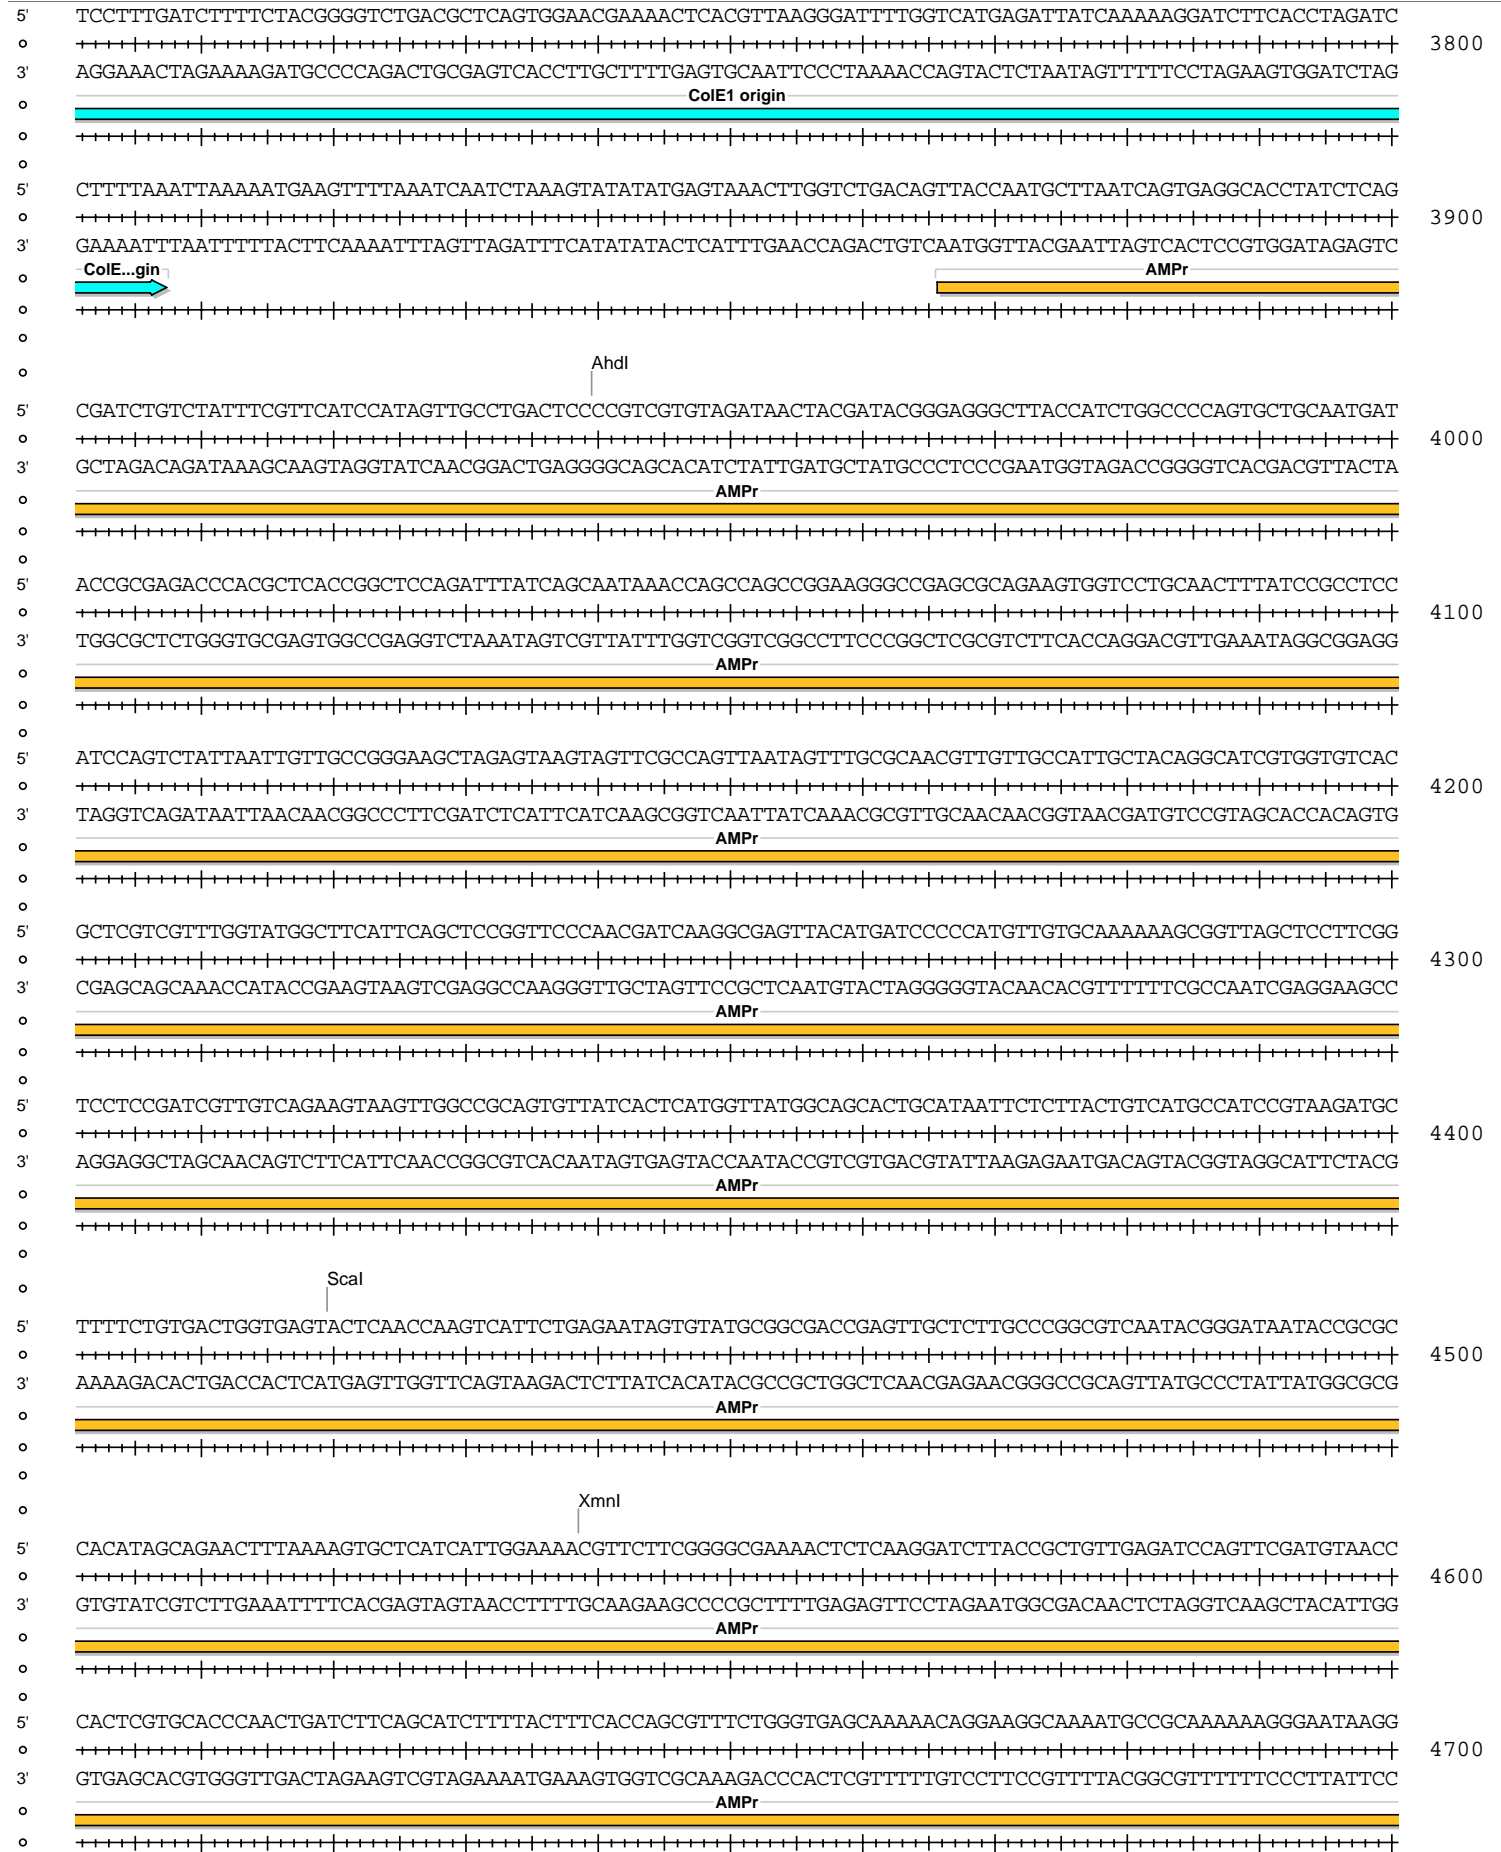 TCCTTTGATCTTTTCTACGGGGTCTGACGCTCAGTGGAACGAAAACTCACGTTAAGGGATTTTGGTCATGAGATTATCAAAAAGGATCTTCACCTAGATC
3800
3' AGGAAACTAGAAAAGATGCCCCAGACTGCGAGTCACCTTGCTTTTGAGTGCAATTCCCTAAAACCAGTACTCTAATAGTTTTTCCTAGAAGTGGATCTAG
ColE1 origin
5' CTTTTAAATTAAAAATGAAGTTTTAAATCAATCTAAAGTATATATGAGTAAACTTGGTCTGACAGTTACCAATGCTTAATCAGTGAGGCACCTATCTCAG
3900
3' GAAAATTTAATTTTTACTTCAAAATTTAGTTAGATTTCATATATACTCATTTGAACCAGACTGTCAATGGTTACGAATTAGTCACTCCGTGGATAGAGTC
ColE...gin AMPr
AhdI
5' CGATCTGTCTATTTCGTTCATCCATAGTTGCCTGACTCCCCGTCGTGTAGATAACTACGATACGGGAGGGCTTACCATCTGGCCCCAGTGCTGCAATGAT
4000
3' GCTAGACAGATAAAGCAAGTAGGTATCAACGGACTGAGGGGCAGCACATCTATTGATGCTATGCCCTCCCGAATGGTAGACCGGGGTCACGACGTTACTA
AMPr
5' ACCGCGAGACCCACGCTCACCGGCTCCAGATTTATCAGCAATAAACCAGCCAGCCGGAAGGGCCGAGCGCAGAAGTGGTCCTGCAACTTTATCCGCCTCC
4100
3' TGGCGCTCTGGGTGCGAGTGGCCGAGGTCTAAATAGTCGTTATTTGGTCGGTCGGCCTTCCCGGCTCGCGTCTTCACCAGGACGTTGAAATAGGCGGAGG
AMPr
5' ATCCAGTCTATTAATTGTTGCCGGGAAGCTAGAGTAAGTAGTTCGCCAGTTAATAGTTTGCGCAACGTTGTTGCCATTGCTACAGGCATCGTGGTGTCAC
4200
3' TAGGTCAGATAATTAACAACGGCCCTTCGATCTCATTCATCAAGCGGTCAATTATCAAACGCGTTGCAACAACGGTAACGATGTCCGTAGCACCACAGTG
AMPr
5' GCTCGTCGTTTGGTATGGCTTCATTCAGCTCCGGTTCCCAACGATCAAGGCGAGTTACATGATCCCCCATGTTGTGCAAAAAAGCGGTTAGCTCCTTCGG
4300
3' CGAGCAGCAAACCATACCGAAGTAAGTCGAGGCCAAGGGTTGCTAGTTCCGCTCAATGTACTAGGGGGTACAACACGTTTTTTCGCCAATCGAGGAAGCC
AMPr
5' TCCTCCGATCGTTGTCAGAAGTAAGTTGGCCGCAGTGTTATCACTCATGGTTATGGCAGCACTGCATAATTCTCTTACTGTCATGCCATCCGTAAGATGC
4400
3' AGGAGGCTAGCAACAGTCTTCATTCAACCGGCGTCACAATAGTGAGTACCAATACCGTCGTGACGTATTAAGAGAATGACAGTACGGTAGGCATTCTACG
AMPr
ScaI
5' TTTTCTGTGACTGGTGAGTACTCAACCAAGTCATTCTGAGAATAGTGTATGCGGCGACCGAGTTGCTCTTGCCCGGCGTCAATACGGGATAATACCGCGC
4500
3' AAAAGACACTGACCACTCATGAGTTGGTTCAGTAAGACTCTTATCACATACGCCGCTGGCTCAACGAGAACGGGCCGCAGTTATGCCCTATTATGGCGCG
AMPr
XmnI
5' CACATAGCAGAACTTTAAAAGTGCTCATCATTGGAAAACGTTCTTCGGGGCGAAAACTCTCAAGGATCTTACCGCTGTTGAGATCCAGTTCGATGTAACC
4600
3' GTGTATCGTCTTGAAATTTTCACGAGTAGTAACCTTTTGCAAGAAGCCCCGCTTTTGAGAGTTCCTAGAATGGCGACAACTCTAGGTCAAGCTACATTGG
AMPr
5' CACTCGTGCACCCAACTGATCTTCAGCATCTTTTACTTTCACCAGCGTTTCTGGGTGAGCAAAAACAGGAAGGCAAAATGCCGCAAAAAAGGGAATAAGG
4700
3' GTGAGCACGTGGGTTGACTAGAAGTCGTAGAAAATGAAAGTGGTCGCAAAGACCCACTCGTTTTTGTCCTTCCGTTTTACGGCGTTTTTTCCCTTATTCC
AMPr